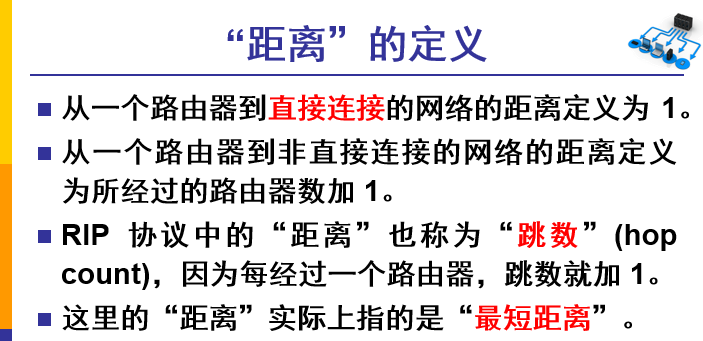 “距离”的定义
从一个路由器到直接连接的网络的距离定义为 1。
从一个路由器到非直接连接的网络的距离定义
为所经过的路由器数加 1。
RIP 协议中的“距离”也称为“跳数”(hop
count)，因为每经过一个路由器，跳数就加 1。
这里的“距离”实际上指的是“最短距离”。